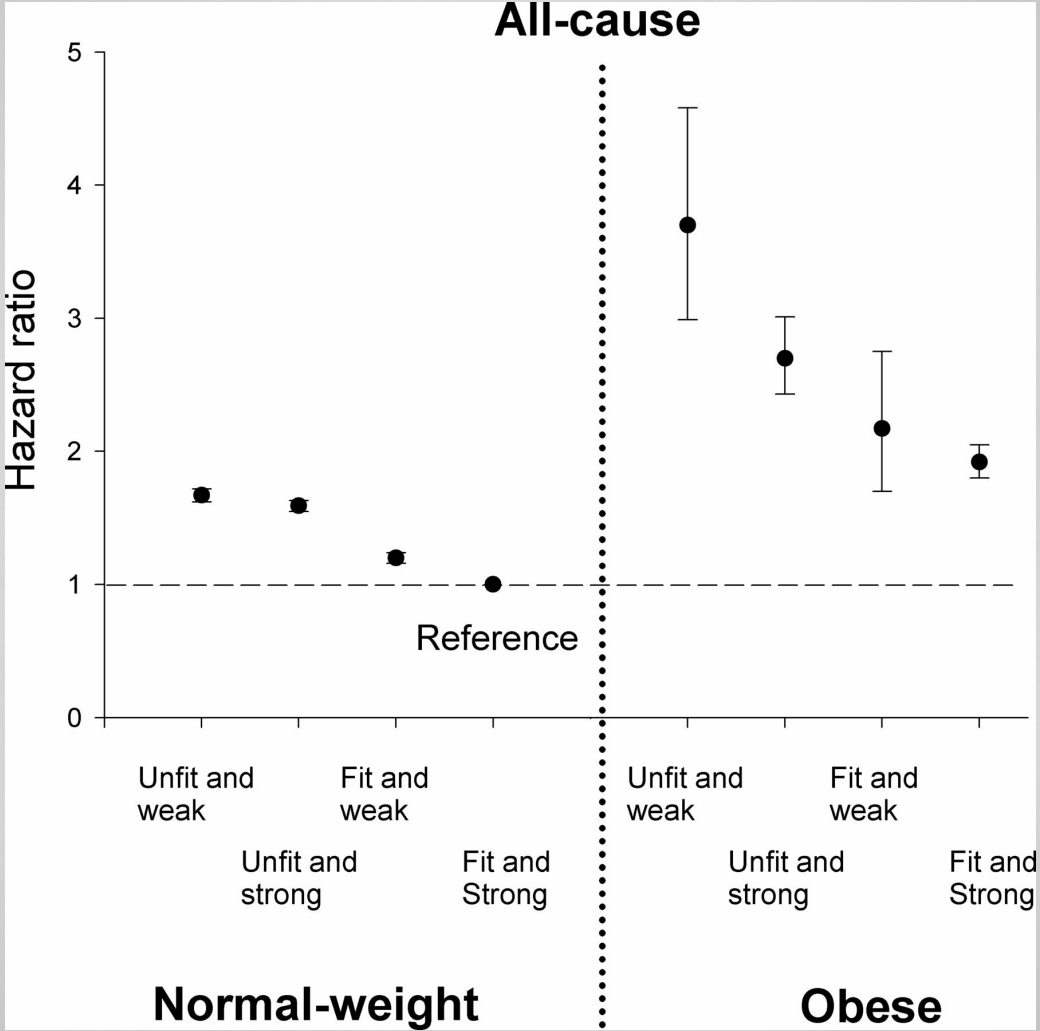 All-cause
Hazard ratio
5
4
3
2
1
0
Reference
Unfit and
weak
Unfit and
strong
Fit and
weak
Fit and
Strong
Unfit and
weak
Unfit and
strong
Fit and
weak
Fit and
Strong
Normal-weight
Obese